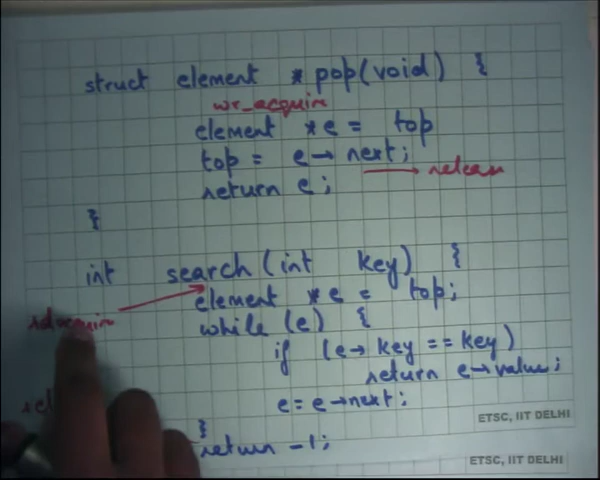 struct element *pop(void) {
wr_acquire
element *e = top
top = e→next;
release
return e;
}
int search(int key) {
element *e = top;
rdacquire
while (e) {
if (e→key == key)
return e→value;
e = e→next;
}
return -1;
ETSC, IIT DELHI
ETSC, IIT DELHI